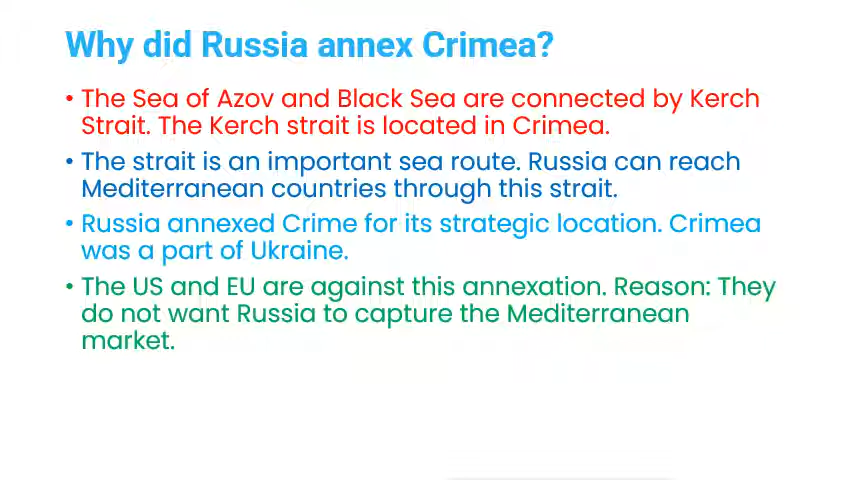 Why did Russia annex Crimea?
• The Sea of Azov and Black Sea are connected by Kerch
Strait. The Kerch strait is located in Crimea.
• The strait is an important sea route. Russia can reach
Mediterranean countries through this strait.
• Russia annexed Crime for its strategic location. Crimea
was a part of Ukraine.
• The US and EU are against this annexation. Reason: They
do not want Russia to capture the Mediterranean
market.